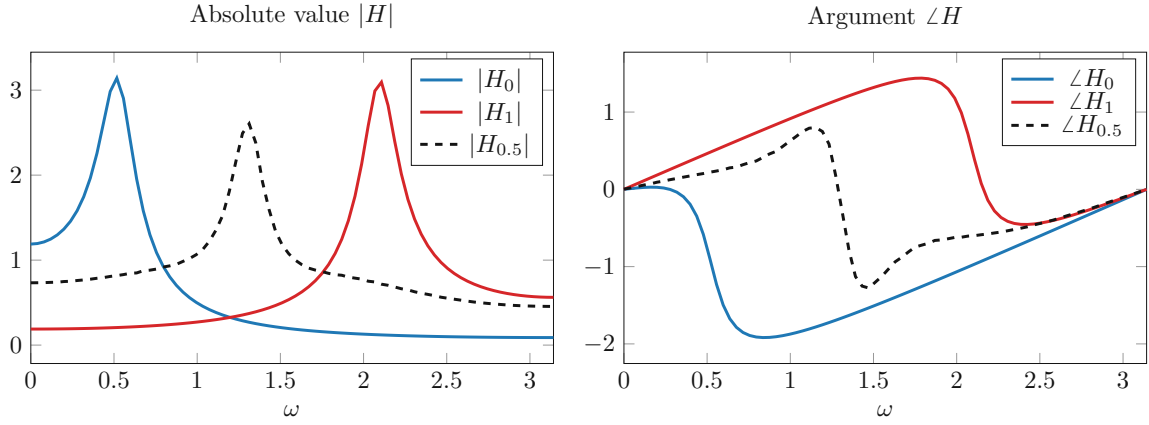 Absolute value |H|
|H₀|
|H₁|
|H₀.₅|
3
2
1
0
0 0.5 1 1.5 2 2.5 3
ω
Argument ∠H
∠H₀
∠H₁
∠H₀.₅
1
0
−1
−2
0 0.5 1 1.5 2 2.5 3
ω